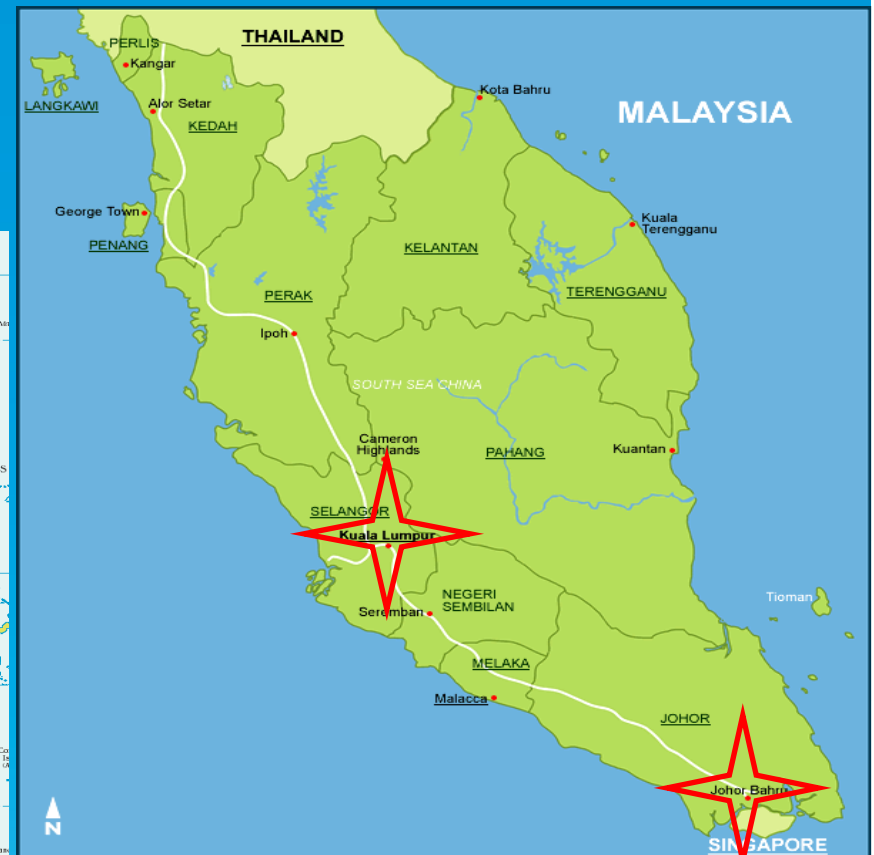 THAILAND
PERLIS
Kangar
LANGKAWI
Alor Setar
KEDAH
Kota Bahru
MALAYSIA
George Town
PENANG
Kuala
Terengganu
KELANTAN
TERENGGANU
PERAK
Ipoh
SOUTH SEA CHINA
Cameron
Highlands
PAHANG
Kuantan
SELANGOR
Kuala Lumpur
NEGERI
SEMBILAN
Seremban
Tioman
MELAKA
Malacca
JOHOR
Johor Bahru
N
SINGAPORE